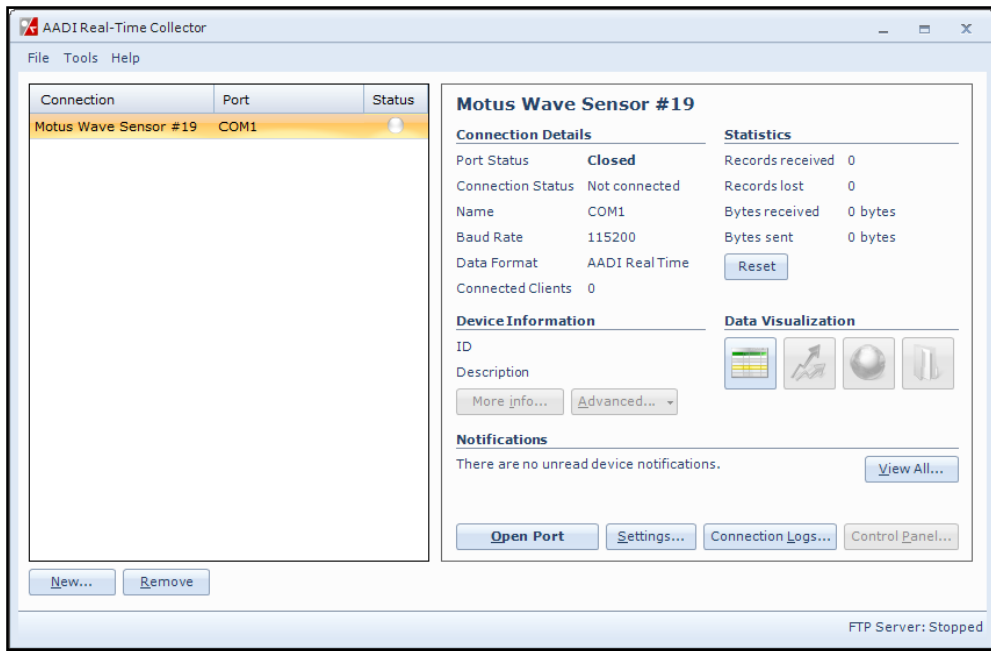 AADI Real-Time Collector
File Tools Help
Connection Port Status
Motus Wave Sensor #19 COM1
Motus Wave Sensor #19
Connection Details
Port Status Closed
Connection Status Not connected
Name COM1
Baud Rate 115200
Data Format AADI Real Time
Connected Clients 0
Statistics
Records received 0
Records lost 0
Bytes received 0 bytes
Bytes sent 0 bytes
Reset
Device Information
ID
Description
More info... Advanced...
Data Visualization
Notifications
There are no unread device notifications.
View All...
Open Port Settings... Connection Logs... Control Panel...
New... Remove
FTP Server: Stopped